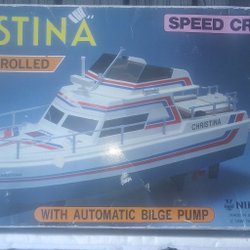 STINA
SPEED CR
ROLLED
CHRISTINA
WITH AUTOMATIC BILGE PUMP
NI